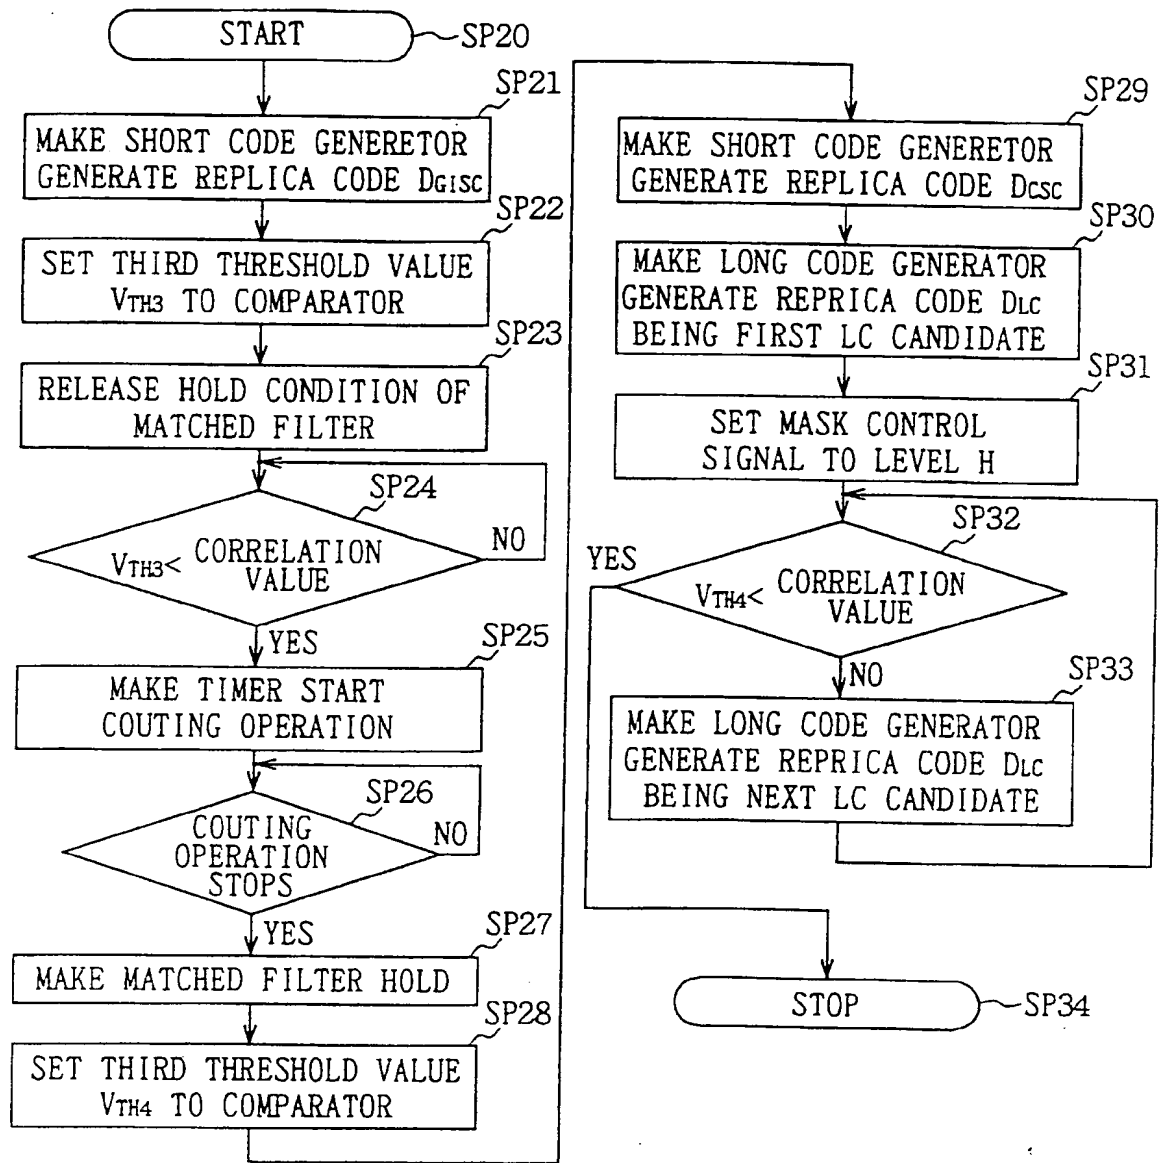 START
SP20
SP21
MAKE SHORT CODE GENERETOR
GENERATE REPLICA CODE DGISC
SP22
SET THIRD THRESHOLD VALUE
VTH3 TO COMPARATOR
SP23
RELEASE HOLD CONDITION OF
MATCHED FILTER
SP24
VTH3< CORRELATION
VALUE
NO
YES
SP25
MAKE TIMER START
COUTING OPERATION
SP26
COUTING
OPERATION
STOPS
NO
YES
SP27
MAKE MATCHED FILTER HOLD
SP28
SET THIRD THRESHOLD VALUE
VTH4 TO COMPARATOR
SP29
MAKE SHORT CODE GENERETOR
GENERATE REPLICA CODE DCSC
SP30
MAKE LONG CODE GENERATOR
GENERATE REPRICA CODE DLC
BEING FIRST LC CANDIDATE
SP31
SET MASK CONTROL
SIGNAL TO LEVEL H
SP32
YES
VTH4< CORRELATION
VALUE
NO
SP33
MAKE LONG CODE GENERATOR
GENERATE REPRICA CODE DLC
BEING NEXT LC CANDIDATE
STOP
SP34